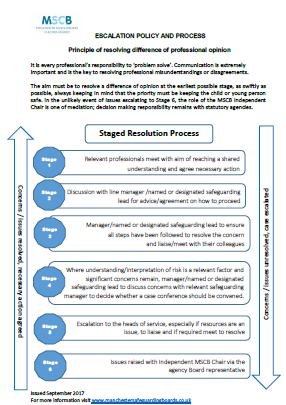 MSCB
MANCHESTER SAFEGUARDING
CHILDREN BOARD
ESCALATION POLICY AND PROCESS
Principle of resolving difference of professional opinion
It is every professional's responsibility to 'problem solve'. Communication is extremely
important and is the key to resolving professional misunderstandings or disagreements.
The aim must be to resolve a difference of opinion at the earliest possible stage, as swiftly as
possible, always keeping in mind that the priority must be keeping the child or young person
safe. In the unlikely event of issues escalating to Stage 6, the role of the MSCB Independent
Chair is one of mediation; decision making responsibility remains with statutory agencies.
Staged Resolution Process
Stage
1
Relevant professionals meet with aim of reaching a shared
understanding and agree necessary action
Stage
2
Discussion with line manager /named or designated safeguarding
lead for advice/agreement on how to proceed
Stage
3
Manager/named or designated safeguarding lead to ensure
all steps have been followed to resolve the concern
and liaise/meet with their colleagues
Stage
4
Where understanding/interpretation of risk is a relevant factor and
significant concerns remain, manager/named or designated
safeguarding lead to discuss concerns with relevant safeguarding
manager to decide whether a case conference should be convened.
Stage
5
Escalation to the heads of service, especially if resources are an
issue, to liaise and if required meet to resolve
Stage
6
Issues raised with Independent MSCB Chair via the
agency Board representative
Concerns / issues resolved, necessary action agreed
Concerns / issues unresolved, case escalated
Issued September 2017
For more information visit www.manchestersafeguardingboards.co.uk